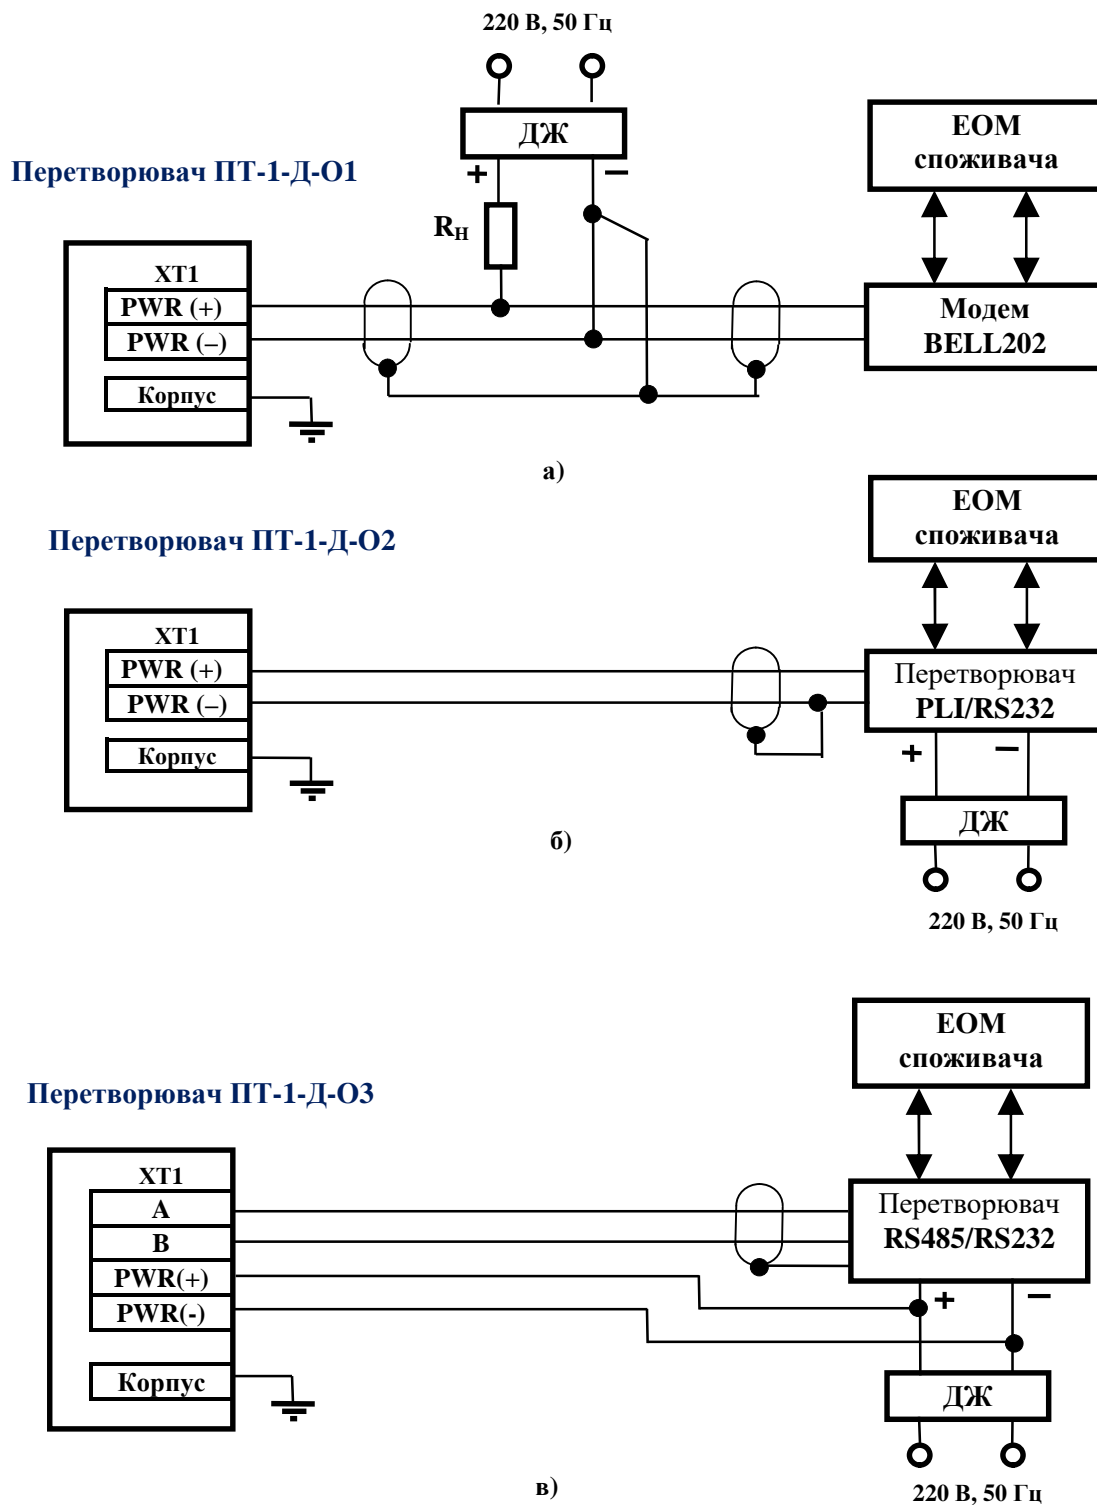 220 В, 50 Гц
ДЖ
+ –
ЕОМ
споживача
Перетворювач ПТ-1-Д-О1
RН
XT1
PWR (+)
PWR (–)
Корпус
Модем
BELL202
а)
ЕОМ
споживача
Перетворювач ПТ-1-Д-О2
XT1
PWR (+)
PWR (–)
Корпус
Перетворювач
PLI/RS232
+ –
ДЖ
б)
220 В, 50 Гц
ЕОМ
споживача
Перетворювач ПТ-1-Д-О3
XT1
A
B
PWR(+)
PWR(-)
Корпус
Перетворювач
RS485/RS232
+ –
ДЖ
в)
220 В, 50 Гц